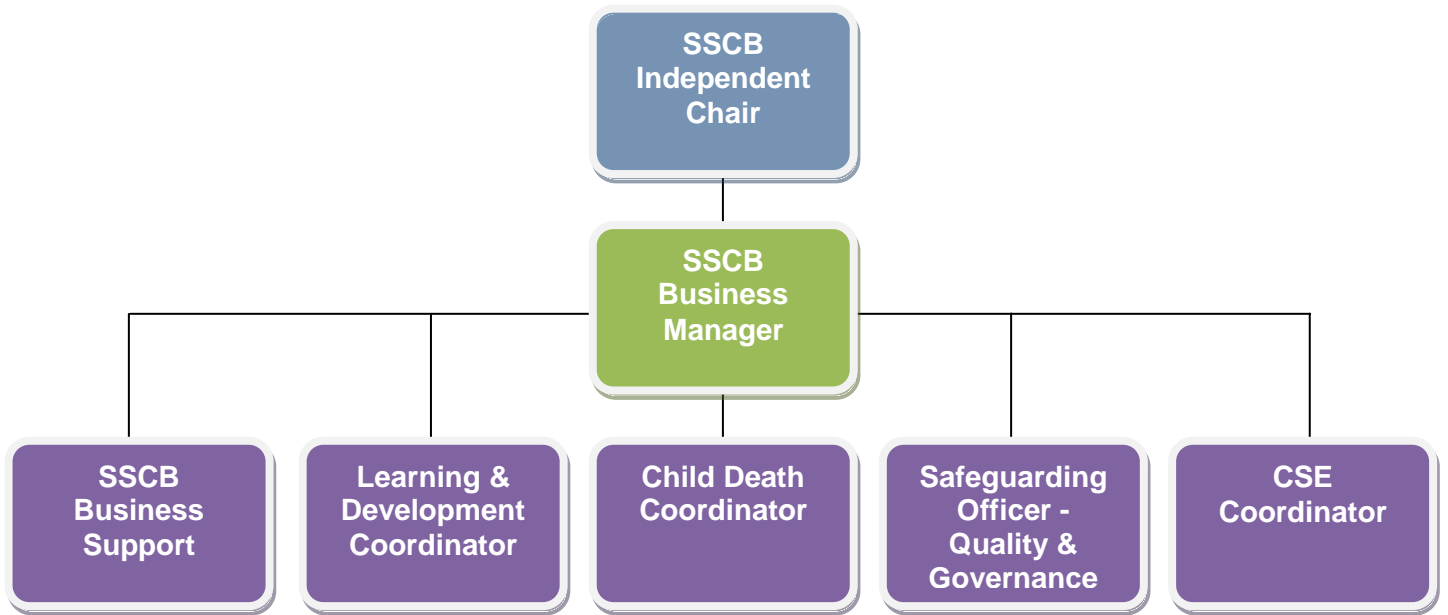 SSCB
Independent
Chair
SSCB
Business
Manager
SSCB
Business
Support
Learning &
Development
Coordinator
Child Death
Coordinator
Safeguarding
Officer -
Quality &
Governance
CSE
Coordinator